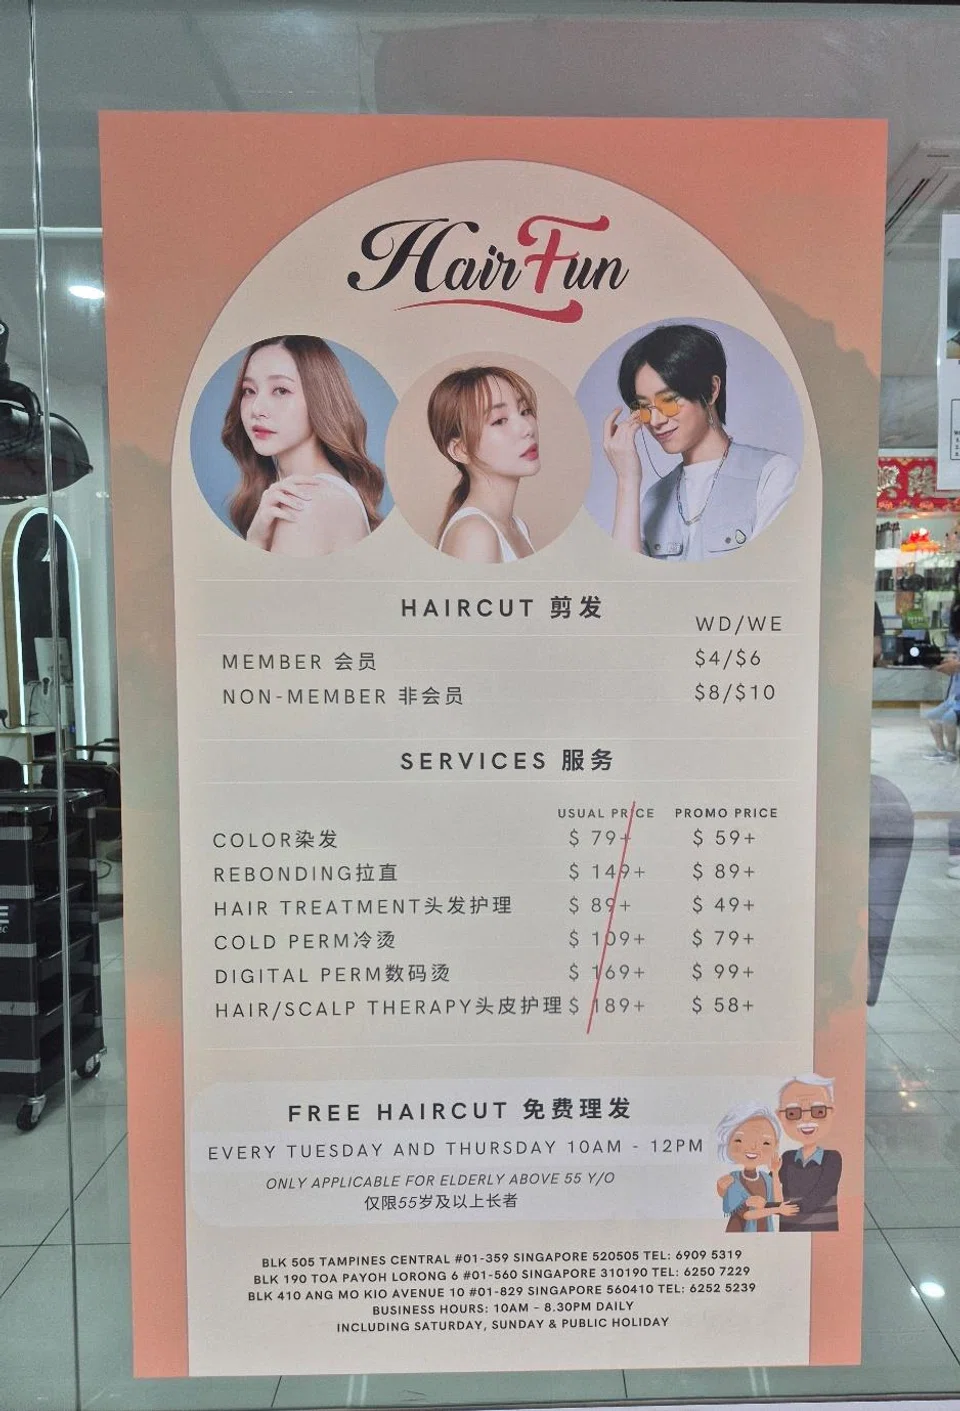 Hair Fun
HAIRCUT 剪发
WD/WE
MEMBER 会员 $4/$6
NON-MEMBER 非会员 $8/$10
SERVICES 服务
USUAL PRICE PROMO PRICE
COLOR染发 $ 79+ $ 59+
REBONDING拉直 $ 149+ $ 89+
HAIR TREATMENT头发护理 $ 89+ $ 49+
COLD PERM冷烫 $ 109+ $ 79+
DIGITAL PERM数码烫 $ 169+ $ 99+
HAIR/SCALP THERAPY头皮护理 $ 189+ $ 58+
FREE HAIRCUT 免费理发
EVERY TUESDAY AND THURSDAY 10AM - 12PM
ONLY APPLICABLE FOR ELDERLY ABOVE 55 Y/O
仅限55岁及以上长者
BLK 505 TAMPINES CENTRAL #01-359 SINGAPORE 520505 TEL: 6909 5319
BLK 190 TOA PAYOH LORONG 6 #01-560 SINGAPORE 310190 TEL: 6250 7229
BLK 410 ANG MO KIO AVENUE 10 #01-829 SINGAPORE 560410 TEL: 6252 5239
BUSINESS HOURS: 10AM - 8.30PM DAILY
INCLUDING SATURDAY, SUNDAY & PUBLIC HOLIDAY